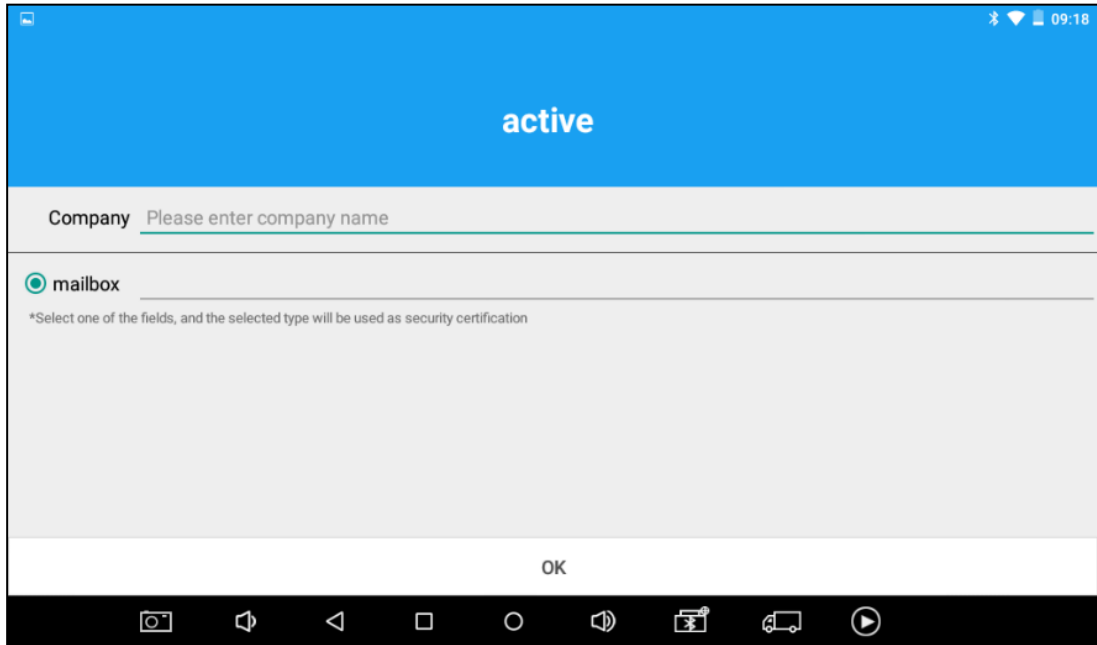 09:18
active
Company Please enter company name
mailbox
*Select one of the fields, and the selected type will be used as security certification
OK